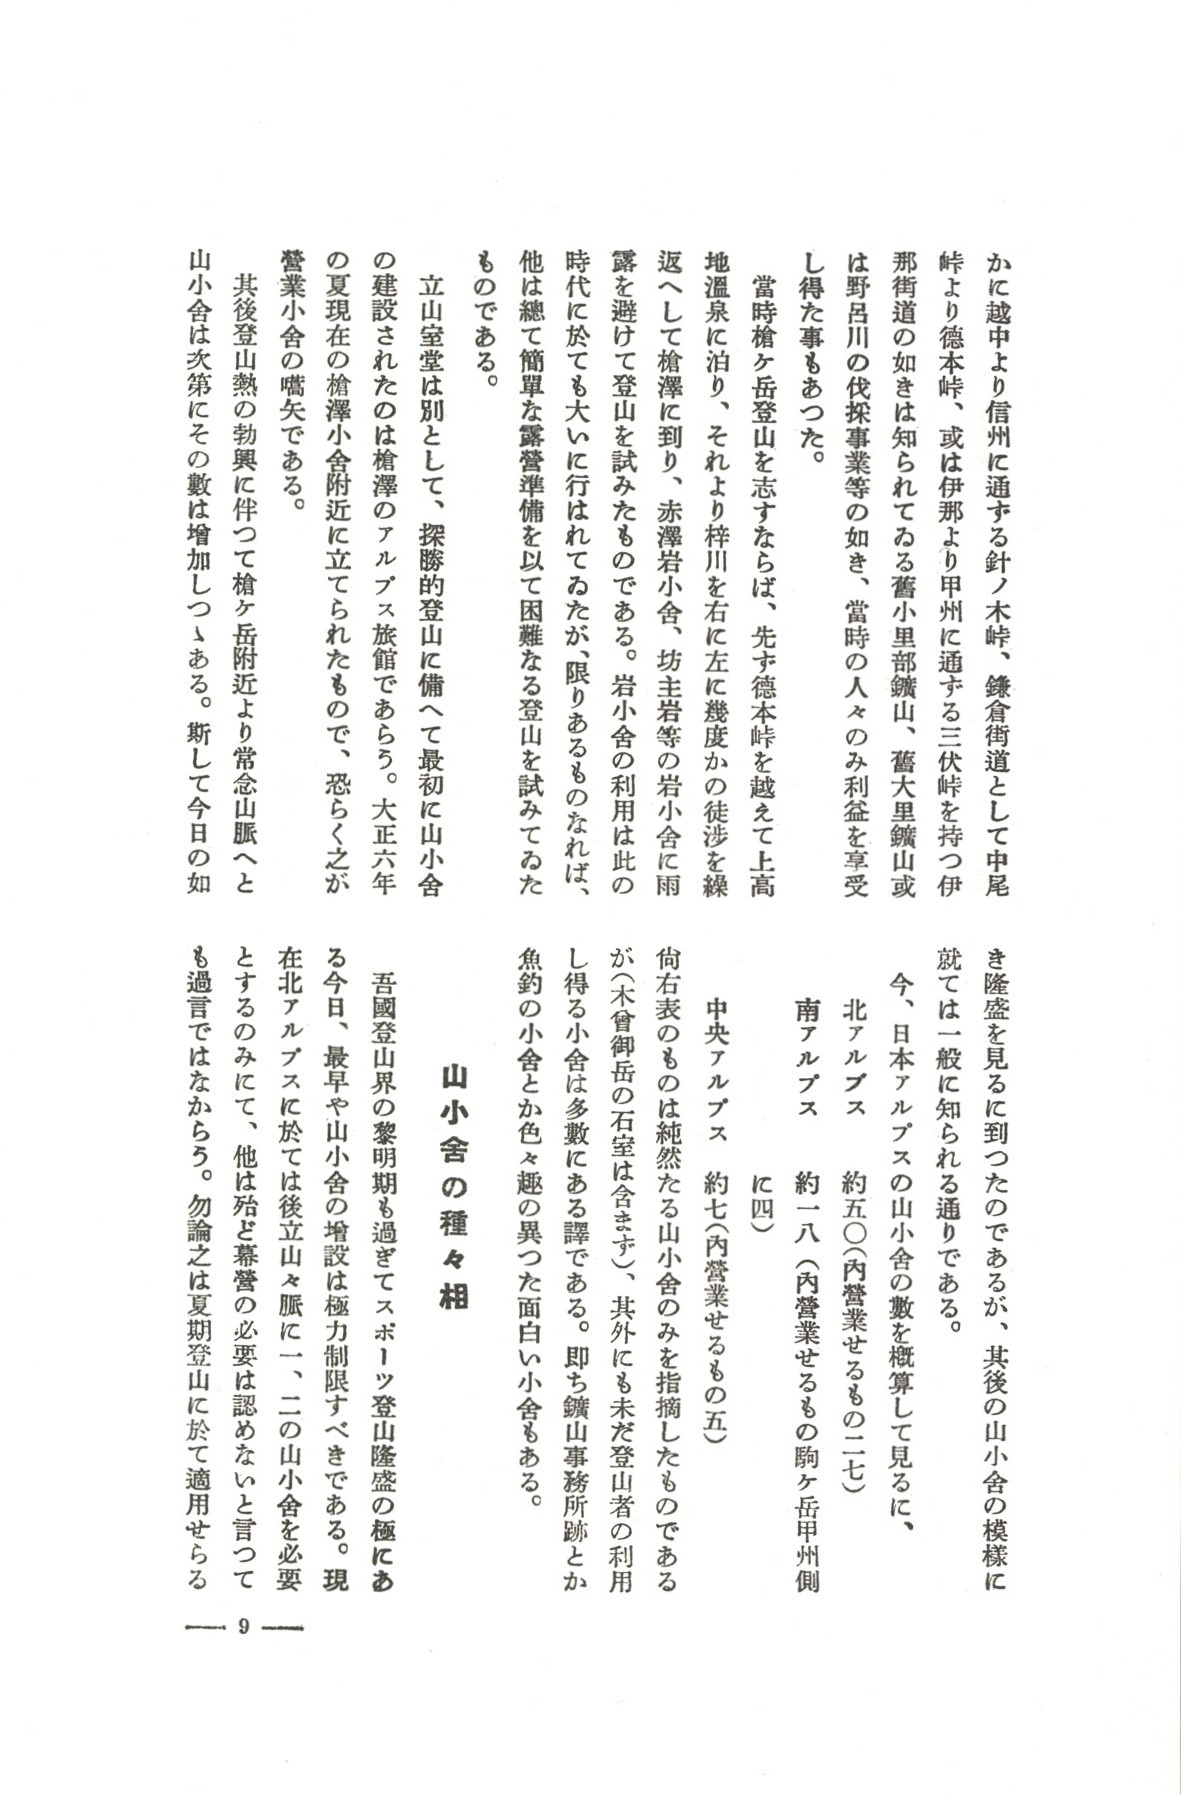 かに越中より信州に通ずる針ノ木峠、鎌倉街道として中尾
峠より德本峠、或は伊那より甲州に通ずる三伏峠を持つ伊
那街道の如きは知られてゐる舊小里部鑛山、舊大里鑛山或
は野呂川の伐採事業等の如き、當時の人々のみ利益を享受
し得た事もあつた。
當時槍ヶ岳登山を志すならば、先ず德本峠を越えて上高
地溫泉に泊り、それより梓川を右に左に幾度かの徒渉を繰
返へして槍澤に到り、赤澤岩小舍、坊主岩等の岩小舍に雨
露を避けて登山を試みたものである。岩小舍の利用は此の
時代に於ても大いに行はれてゐたが、限りあるものなれば、
他は總て簡單な露營準備を以て困難なる登山を試みてゐた
ものである。
立山室堂は別として、探勝的登山に備へて最初に山小舍
の建設されたのは槍澤のアルプス旅館であらう。大正六年
の夏現在の槍澤小舍附近に立てられたもので、恐らく之が
營業小舍の嚆矢である。
其後登山熱の勃興に伴つて槍ヶ岳附近より常念山脈へと
山小舍は次第にその數は增加しつゝある。斯して今日の如
き隆盛を見るに到つたのであるが、其後の山小舍の模樣に
就ては一般に知られる通りである。
今、日本アルプスの山小舍の數を槪算して見るに、
北アルプス 約五〇(內營業せるもの二七)
南アルプス 約一八(內營業せるもの駒ヶ岳甲州側
に四)
中央アルプス 約七(內營業せるもの五)
尙右表のものは純然たる山小舍のみを指摘したものである
が(木曾御岳の石室は含まず)、其外にも未だ登山者の利用
し得る小舍は多數にある譯である。卽ち鑛山事務所跡とか
魚釣の小舍とか色々趣の異つた面白い小舍もある。
山小舍の種々相
吾國登山界の黎明期も過ぎてスポーツ登山隆盛の極にあ
る今日、最早や山小舍の增設は極力制限すべきである。現
在北アルプスに於ては後立山々脈に一、二の山小舍を必要
とするのみにて、他は殆ど幕營の必要は認めないと言つて
も過言ではなからう。勿論之は夏期登山に於て適用せらる
— 9 —